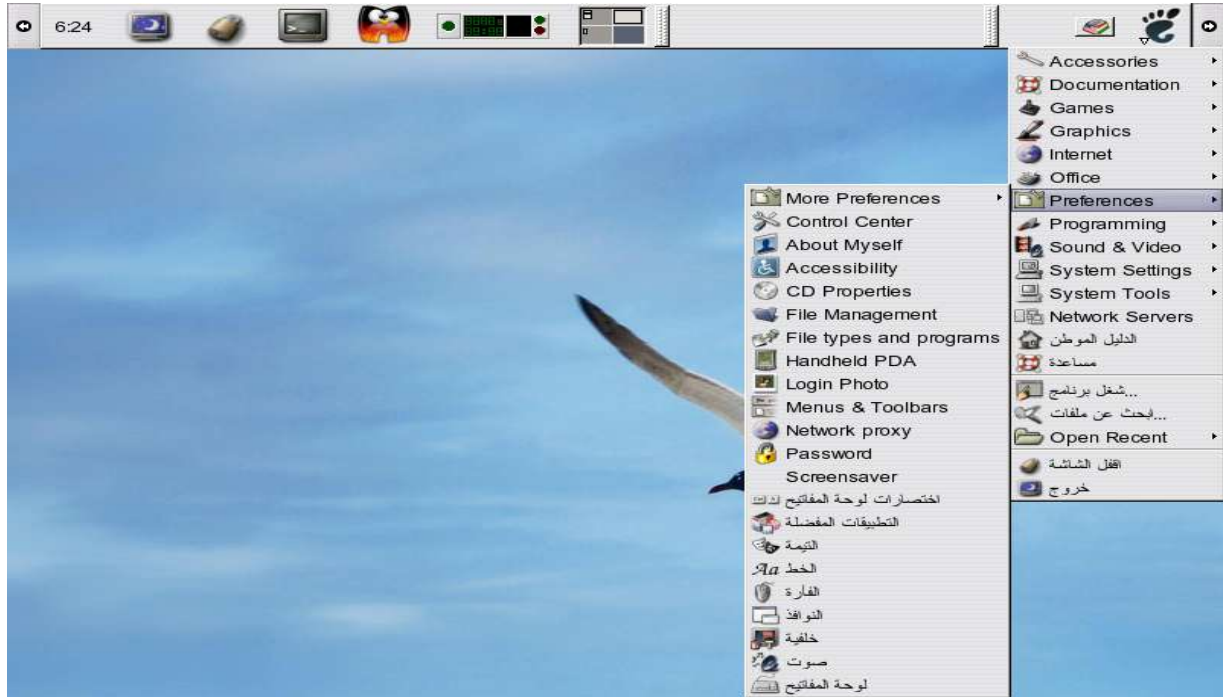 6:24
Accessories
Documentation
Games
Graphics
Internet
Office
Preferences
Programming
Sound & Video
System Settings
System Tools
Network Servers
الدليل الموطن
مساعدة
شغل برنامج...
ابحث عن ملفات...
Open Recent
اقفل الشاشة
خروج
More Preferences
Control Center
About Myself
Accessibility
CD Properties
File Management
File types and programs
Handheld PDA
Login Photo
Menus & Toolbars
Network proxy
Password
Screensaver
اختصارات لوحة المفاتيح
التطبيقات المفضلة
التيمة
الخط
الفارة
النوافذ
خلفية
صوت
لوحة المفاتيح